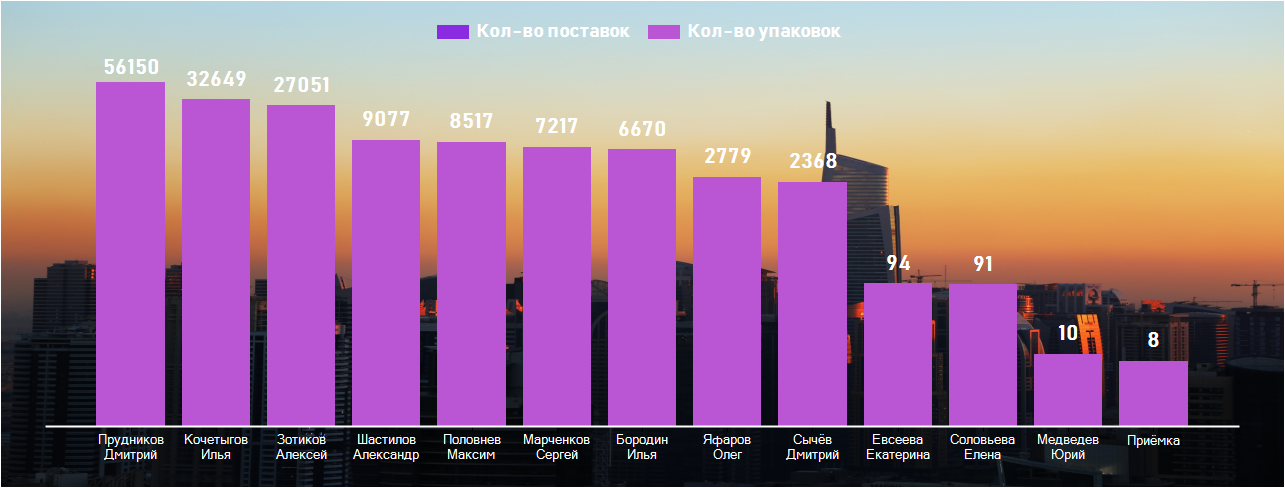 Кол-во поставок Кол-во упаковок
56150 32649 27051 9077 8517 7217 6670 2779 2368 94 91 10 8
Прудников Кочетыгов Зотиков Шастилов Половнев Марченков Бородин Яфаров Сычёв Евсеева Соловьева Медведев Приёмка
Дмитрий Илья Алексей Александр Максим Сергей Илья Олег Дмитрий Екатерина Елена Юрий